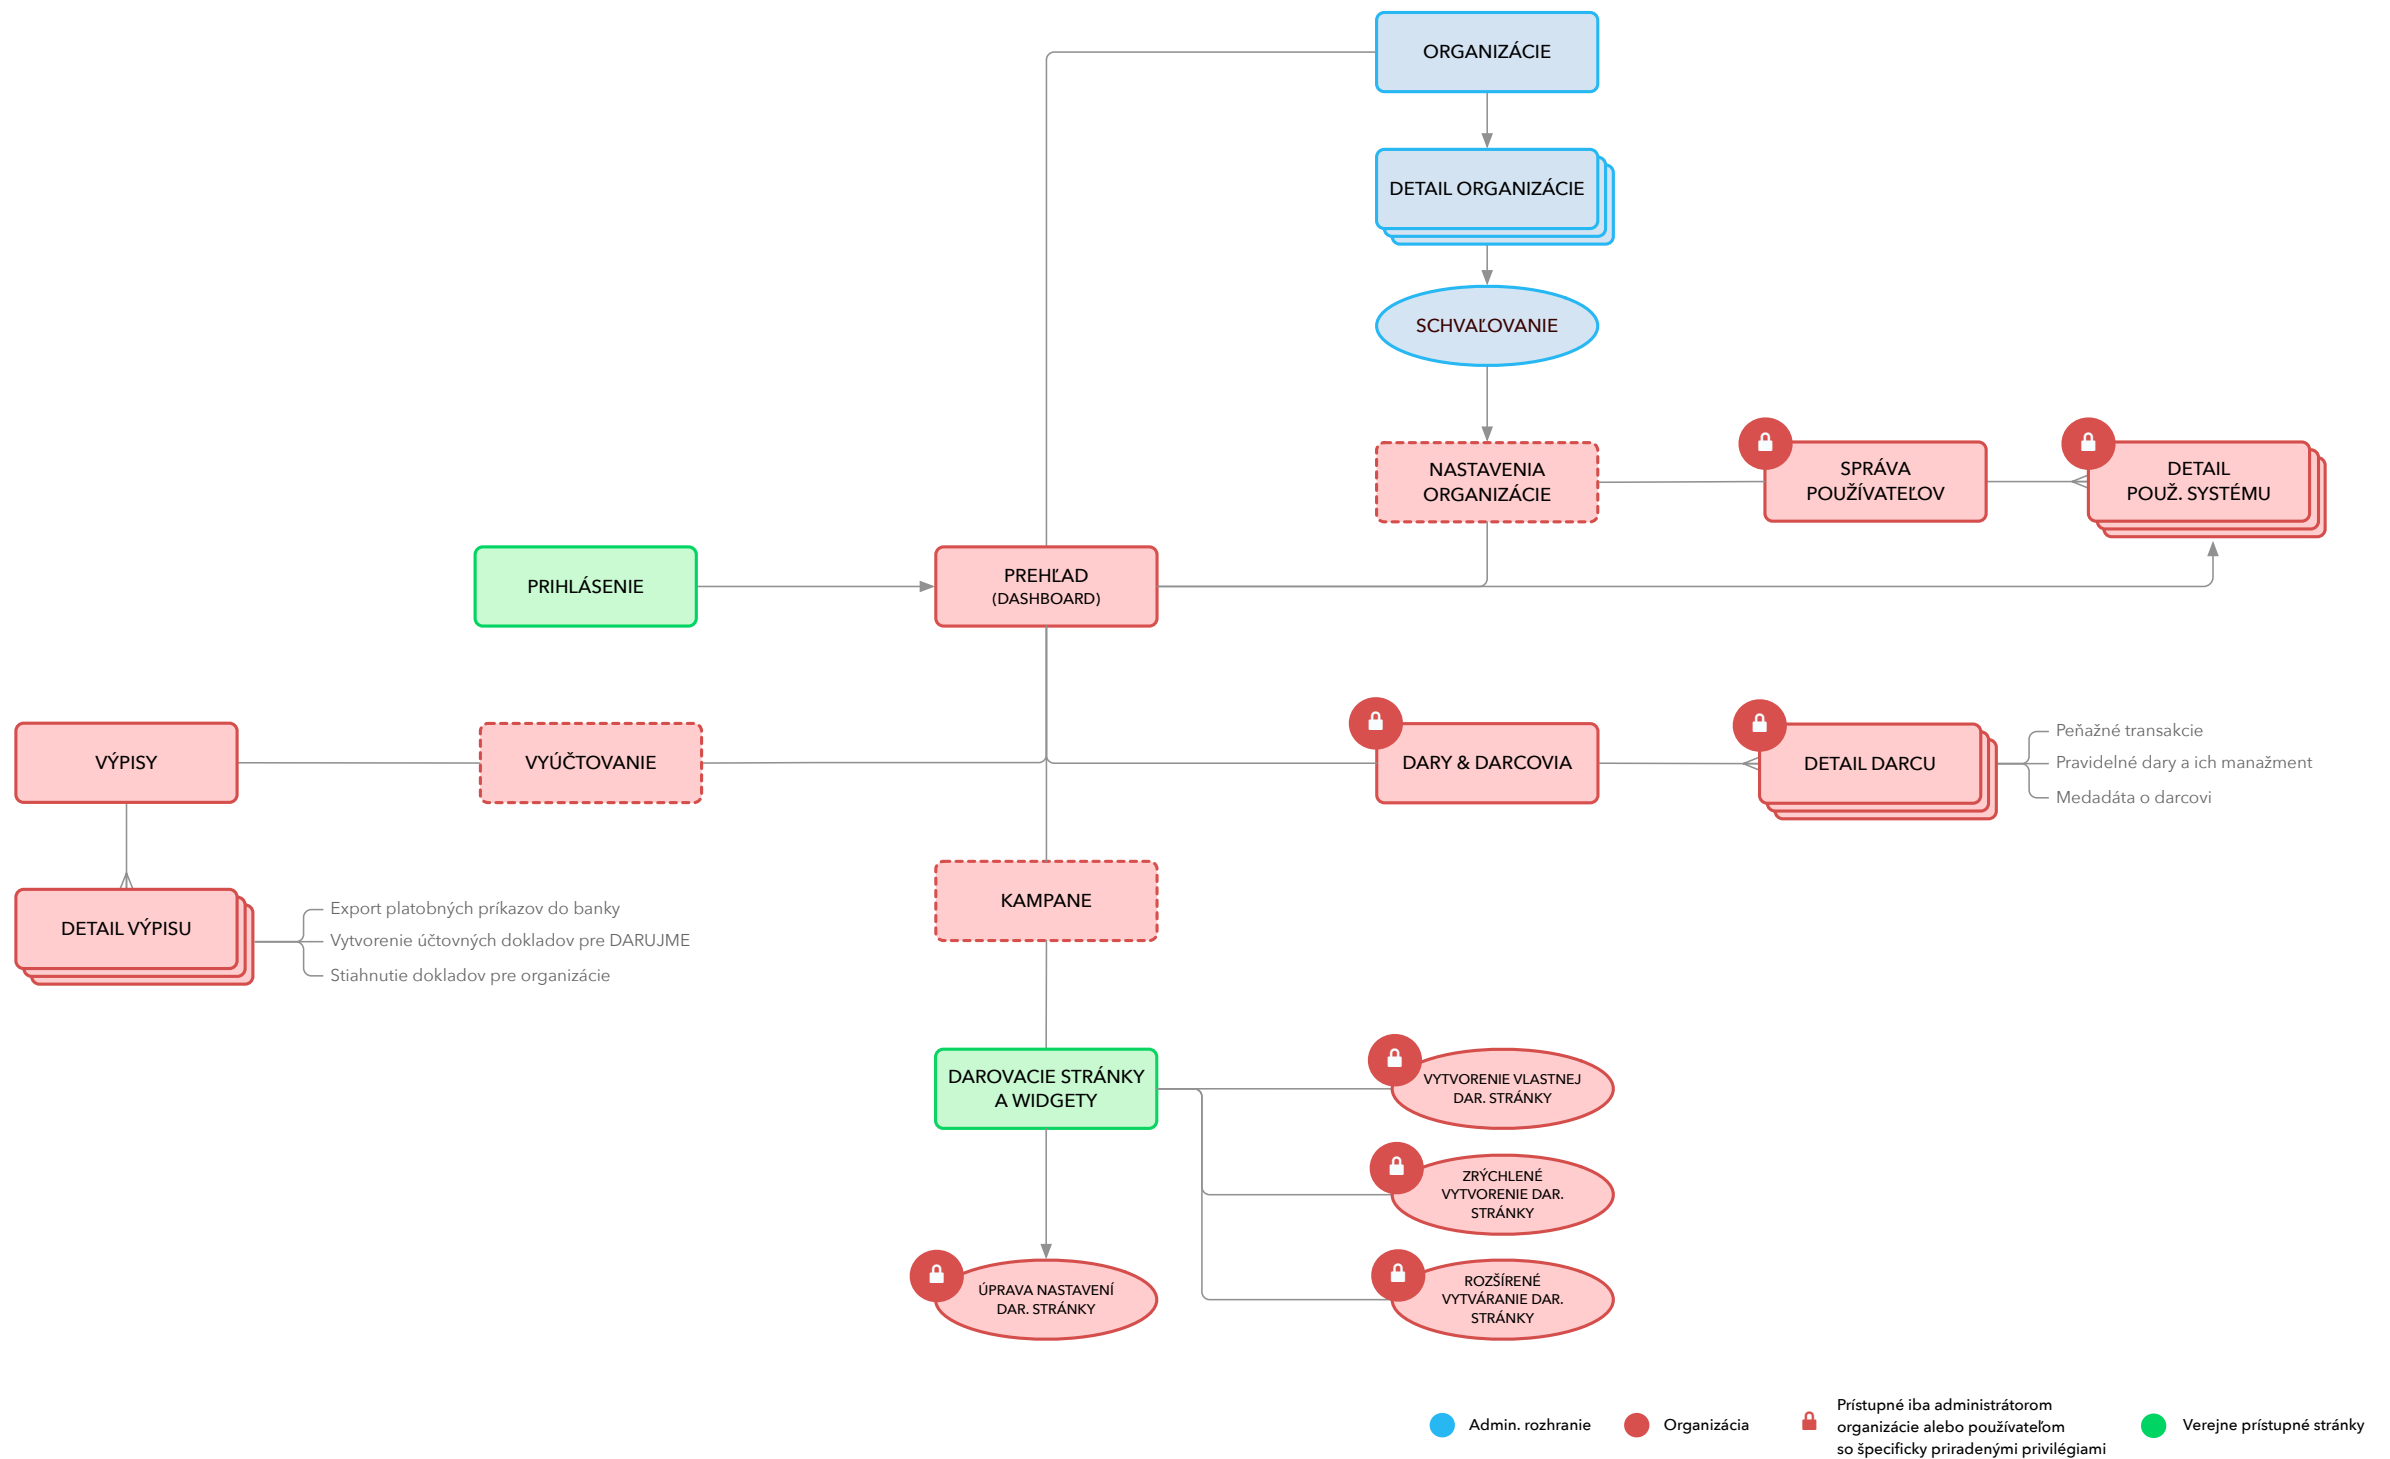 ORGANIZÁCIE
DETAIL ORGANIZÁCIE
SCHVAĽOVANIE
NASTAVENIA
ORGANIZÁCIE
SPRÁVA
POUŽÍVATEĽOV
DETAIL
POUŽ. SYSTÉMU
PRIHLÁSENIE
PREHĽAD
(DASHBOARD)
VÝPISY
VYÚČTOVANIE
DARY & DARCOVIA
DETAIL DARCU
Peňažné transakcie
Pravidelné dary a ich manažment
Medadáta o darcovi
KAMPANE
DETAIL VÝPISU
Export platobných príkazov do banky
Vytvorenie účtovných dokladov pre DARUJME
Stiahnutie dokladov pre organizácie
DAROVACIE STRÁNKY
A WIDGETY
VYTVORENIE VLASTNEJ
DAR. STRÁNKY
ZRÝCHLENÉ
VYTVORENIE DAR.
STRÁNKY
ÚPRAVA NASTAVENÍ
DAR. STRÁNKY
ROZŠÍRENÉ
VYTVÁRANIE DAR.
STRÁNKY
Admin. rozhranie
Organizácia
Prístupné iba administrátorom
organizácie alebo používateľom
so špecificky priradenými privilégiami
Verejne prístupné stránky